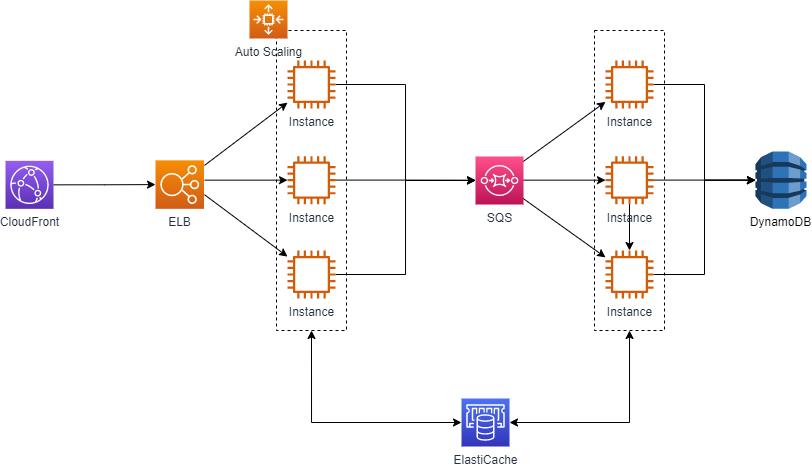 Auto Scaling
Instance
Instance
CloudFront
ELB
Instance
Instance
SQS
DynamoDB
Instance
Instance
ElastiCache